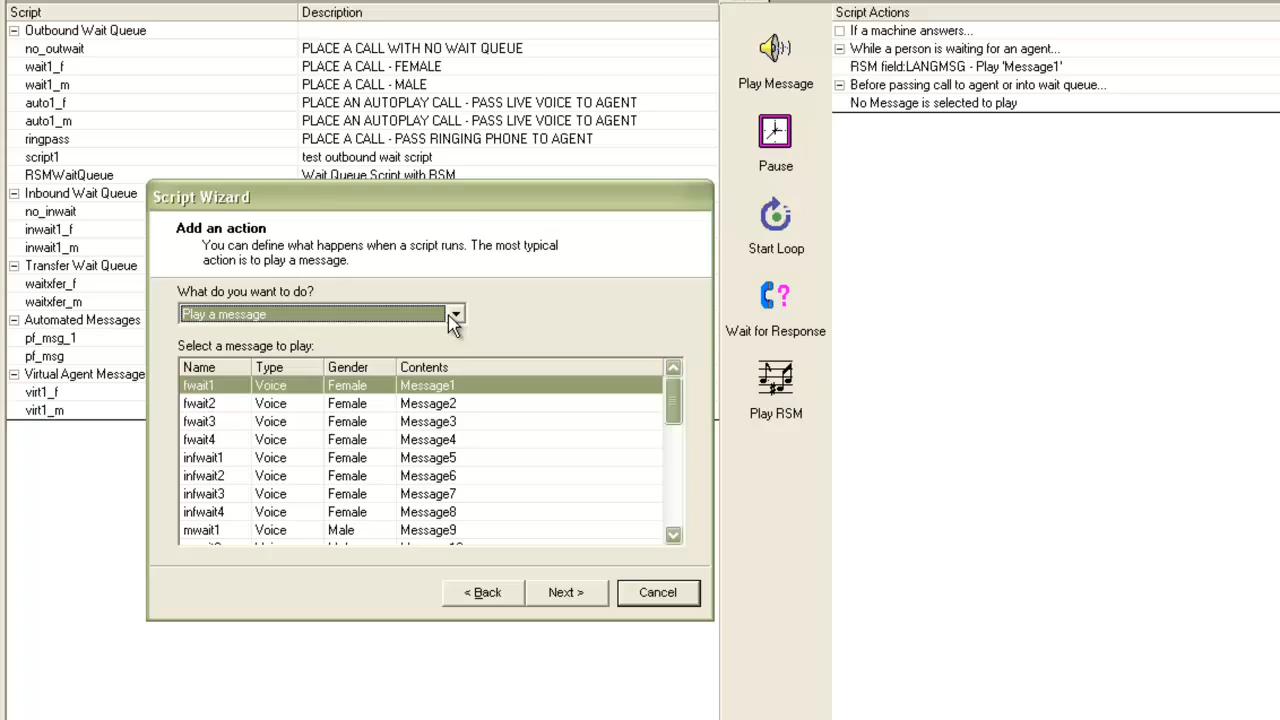 Script Description
Outbound Wait Queue
no_outwait PLACE A CALL WITH NO WAIT QUEUE
wait1_f PLACE A CALL - FEMALE
wait1_m PLACE A CALL - MALE
auto1_f PLACE AN AUTOPLAY CALL - PASS LIVE VOICE TO AGENT
auto1_m PLACE AN AUTOPLAY CALL - PASS LIVE VOICE TO AGENT
ringpass PLACE A CALL - PASS RINGING PHONE TO AGENT
script1 test outbound wait script
RSMWaitQueue Wait Queue Script with RSM
Inbound Wait Queue
no_inwait
inwait1_f
inwait1_m
Transfer Wait Queue
waitxfer_f
waitxfer_m
Automated Messages
pf_msg_1
pf_msg
Virtual Agent Message
virt1_f
virt1_m
Script Wizard
Add an action
You can define what happens when a script runs. The most typical
action is to play a message.
What do you want to do?
Play a message
Select a message to play:
Name Type Gender Contents
fwait1 Voice Female Message1
fwait2 Voice Female Message2
fwait3 Voice Female Message3
fwait4 Voice Female Message4
infwait1 Voice Female Message5
infwait2 Voice Female Message6
infwait3 Voice Female Message7
infwait4 Voice Female Message8
mwait1 Voice Male Message9
< Back Next > Cancel
Play Message
Pause
Start Loop
Wait for Response
Play RSM
Script Actions
If a machine answers...
While a person is waiting for an agent...
RSM field:LANGMSG - Play 'Message1'
Before passing call to agent or into wait queue...
No Message is selected to play